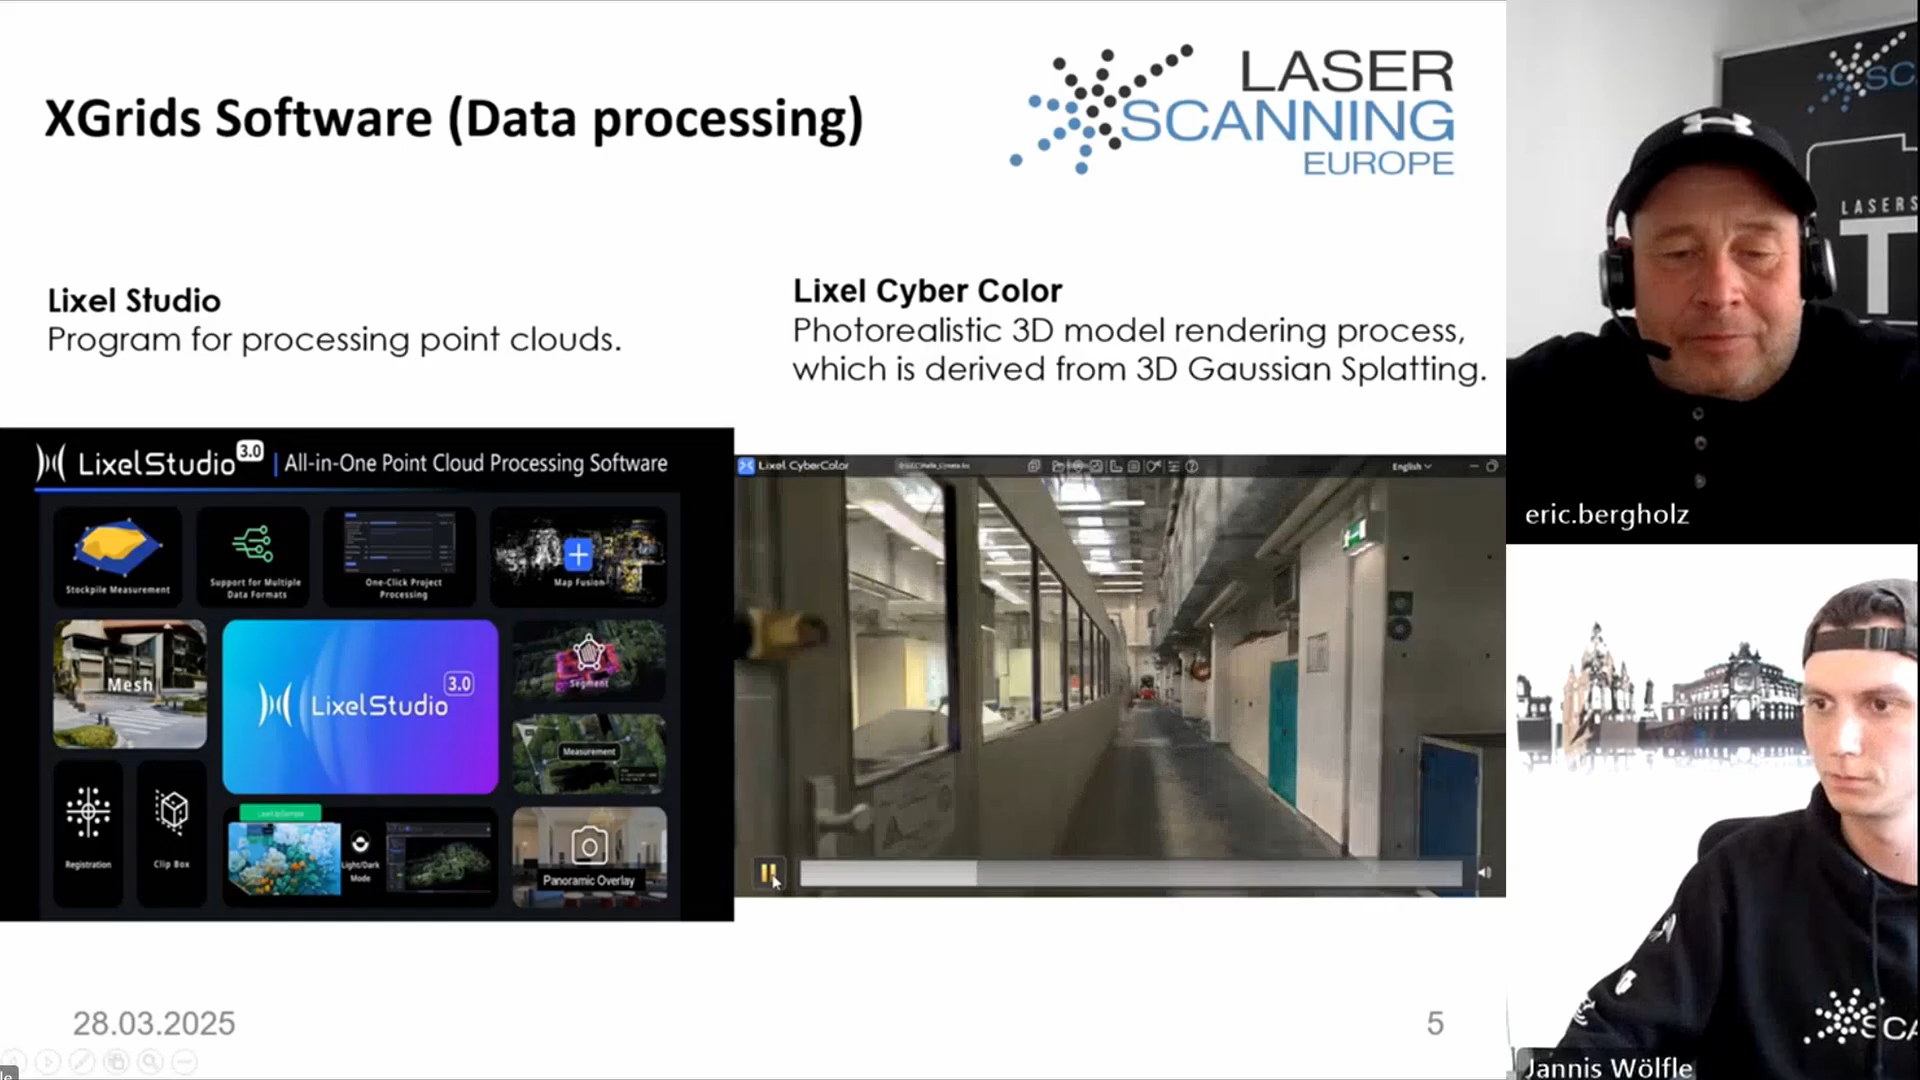 XGrids Software (Data processing)
LASER
SCANNING
EUROPE
Lixel Studio
Program for processing point clouds.
Lixel Cyber Color
Photorealistic 3D model rendering process,
which is derived from 3D Gaussian Splatting.
LixelStudio 3.0 | All-in-One Point Cloud Processing Software
Stockpile Measurement
Support for Multiple
Data Formats
One-Click Project
Processing
Map Fusion
Mesh
LixelStudio 3.0
Segment
Measurement
Registration
Clip Box
Light/Dark
Mode
Panoramic Overlay
Lixel CyberColor
English
28.03.2025
5
SC
LASERS
T
eric.bergholz
SCA
Jannis Wölfle